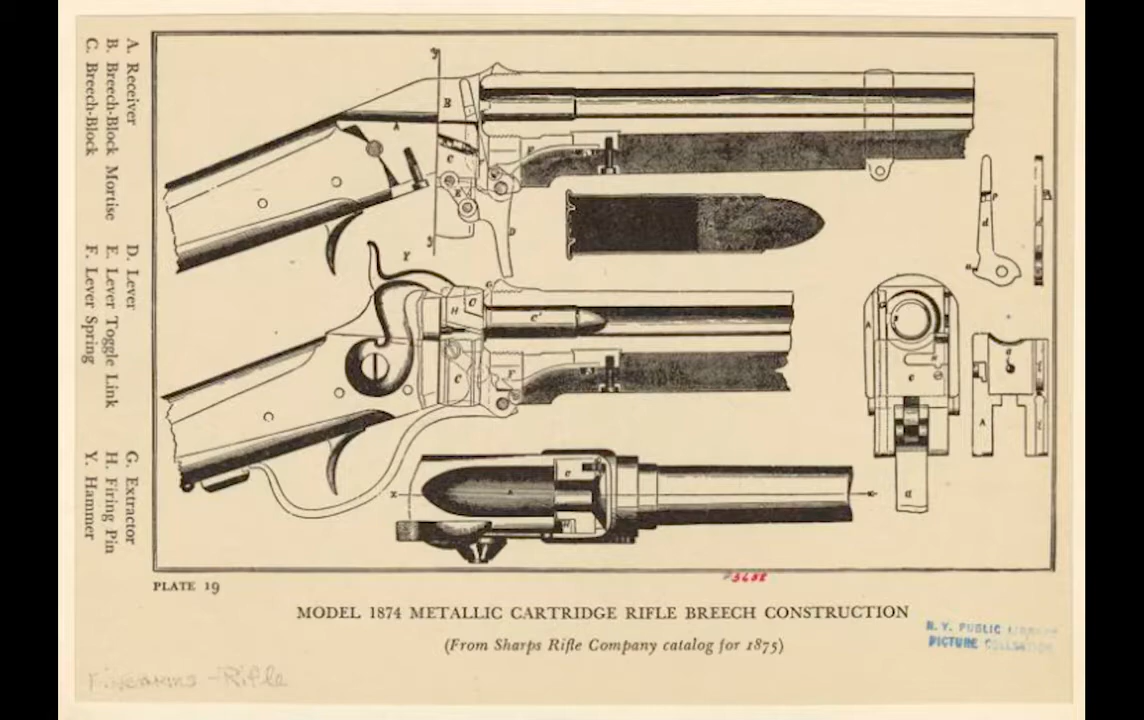 A. Receiver
B. Breech-Block Mortise
C. Breech-Block
D. Lever
E. Lever Toggle Link
F. Lever Spring
G. Extractor
H. Firing Pin
Y. Hammer
PLATE 19
MODEL 1874 METALLIC CARTRIDGE RIFLE BREECH CONSTRUCTION
(From Sharps Rifle Company catalog for 1875)
N. Y. PUBLIC LIBRARY
PICTURE COLLECTION
Firearms - Rifle